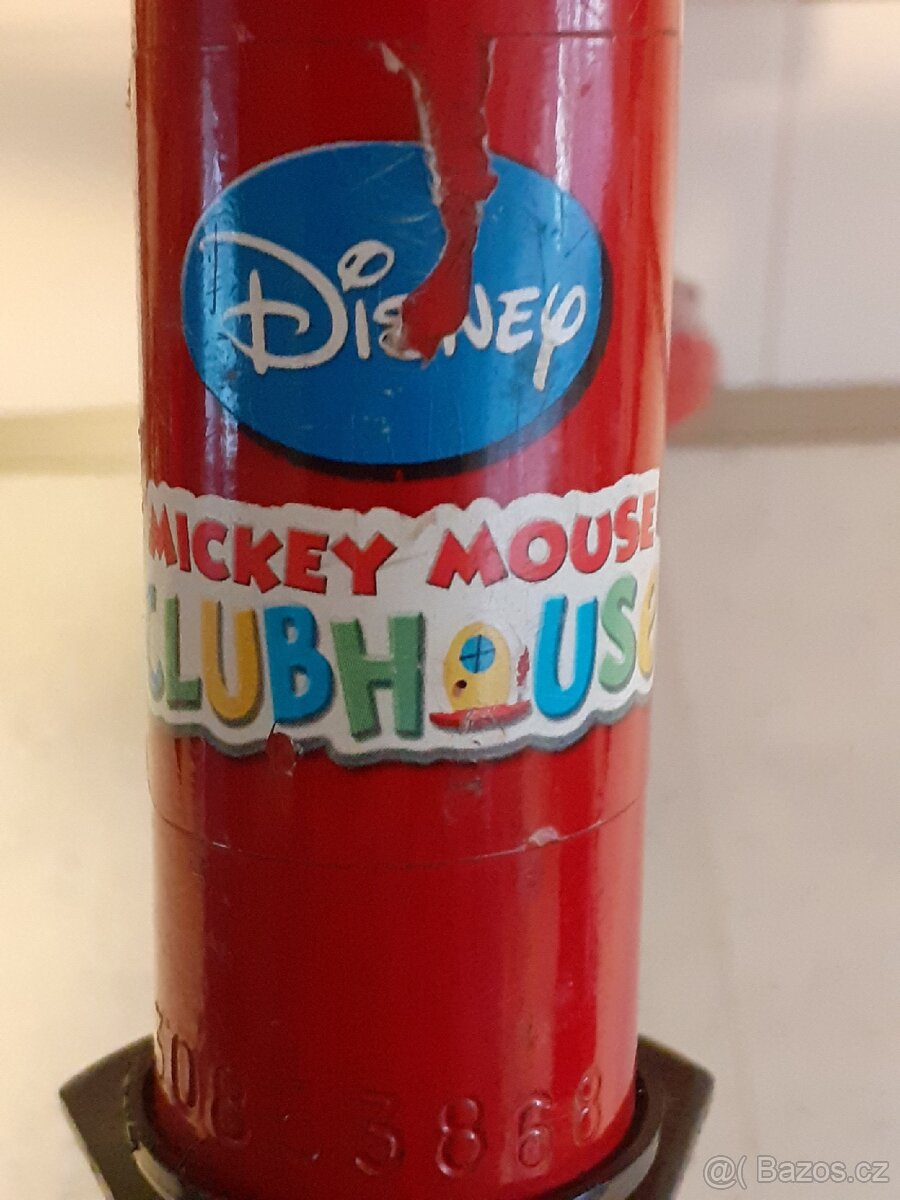 Disney
MICKEY MOUSE
CLUBHOUSE
3868
@( Bazos.cz